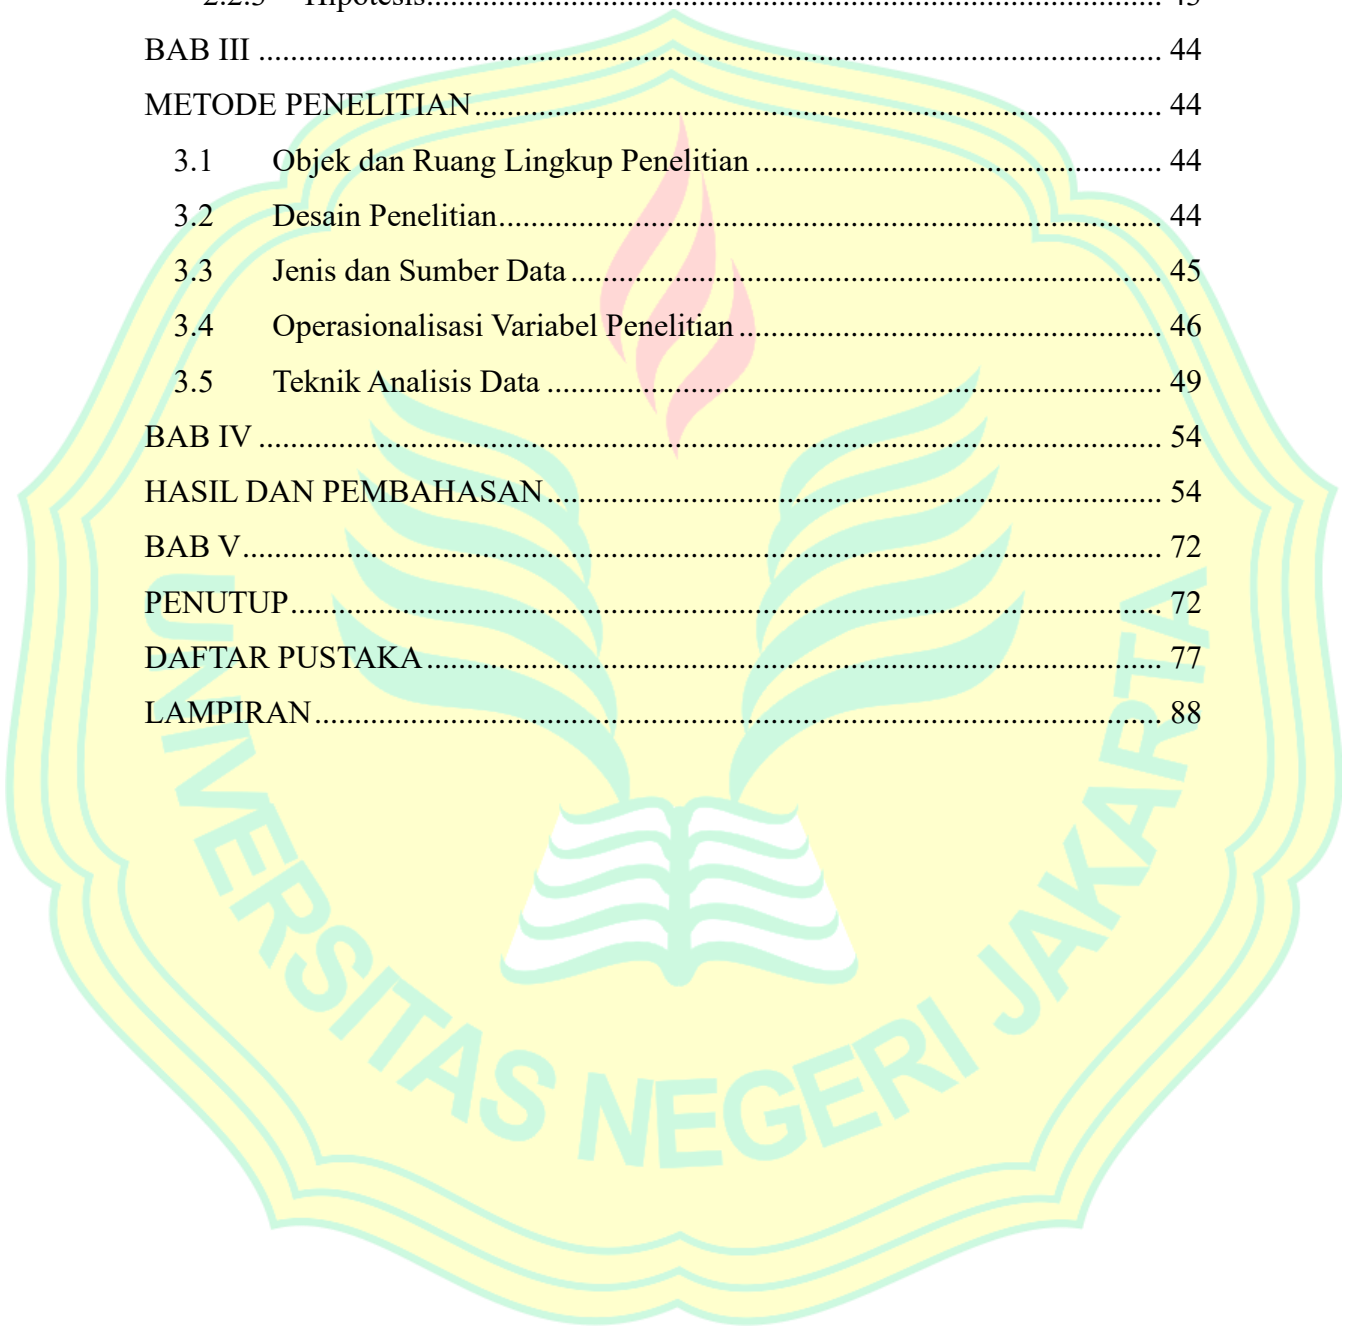 Hipotesis
BAB III ........................................................................ 44
METODE PENELITIAN ........................................................................ 44
3.1 Objek dan Ruang Lingkup Penelitian ........................................................................ 44
3.2 Desain Penelitian ........................................................................ 44
3.3 Jenis dan Sumber Data ........................................................................ 45
3.4 Operasionalisasi Variabel Penelitian ........................................................................ 46
3.5 Teknik Analisis Data ........................................................................ 49
BAB IV ........................................................................ 54
HASIL DAN PEMBAHASAN ........................................................................ 54
BAB V ........................................................................ 72
PENUTUP ........................................................................ 72
DAFTAR PUSTAKA ........................................................................ 77
LAMPIRAN ........................................................................ 88
UNIVERSITAS NEGERI JAKARTA